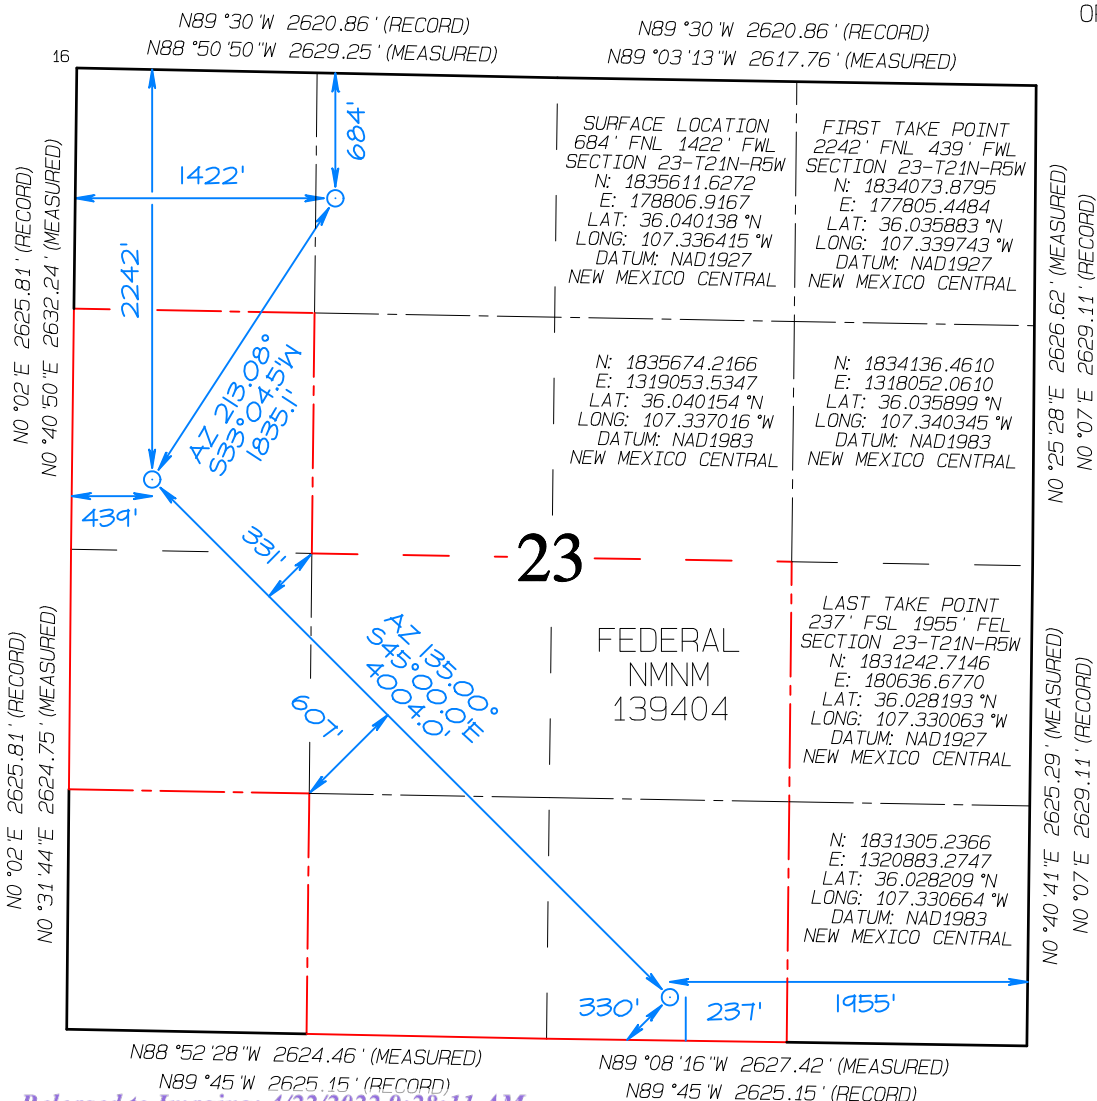 OF
N89°30'W 2620.86' (RECORD)
N88°50'50"W 2629.25' (MEASURED)
N89°30'W 2620.86' (RECORD)
N89°03'13"W 2617.76' (MEASURED)
16
N0°02'E 2625.81' (RECORD)
N0°40'50"E 2632.24' (MEASURED)
1422'
684'
2242'
SURFACE LOCATION
684' FNL 1422' FWL
SECTION 23-T21N-R5W
N: 1835611.6272
E: 178806.9167
LAT: 36.040138°N
LONG: 107.336415°W
DATUM: NAD1927
NEW MEXICO CENTRAL
FIRST TAKE POINT
2242' FNL 439' FWL
SECTION 23-T21N-R5W
N: 1834073.8795
E: 177805.4484
LAT: 36.035883°N
LONG: 107.339743°W
DATUM: NAD1927
NEW MEXICO CENTRAL
N0°25'28"E 2626.62' (MEASURED)
N0°07'E 2629.11' (RECORD)
AZ 213.08°
S33°04.5'W
1835.1'
N: 1835674.2166
E: 1319053.5347
LAT: 36.040154°N
LONG: 107.337016°W
DATUM: NAD1983
NEW MEXICO CENTRAL
N: 1834136.4610
E: 1318052.0610
LAT: 36.035899°N
LONG: 107.340345°W
DATUM: NAD1983
NEW MEXICO CENTRAL
439'
331'
23
AZ 135.00°
S45°00.0'E
4004.0'
607'
FEDERAL
NMNM
139404
LAST TAKE POINT
237' FSL 1955' FEL
SECTION 23-T21N-R5W
N: 1831242.7146
E: 180636.6770
LAT: 36.028193°N
LONG: 107.330063°W
DATUM: NAD1927
NEW MEXICO CENTRAL
N0°02'E 2625.81' (RECORD)
N0°31'44"E 2624.75' (MEASURED)
N0°40'41"E 2625.29' (MEASURED)
N0°07'E 2629.11' (RECORD)
N: 1831305.2366
E: 1320883.2747
LAT: 36.028209°N
LONG: 107.330664°W
DATUM: NAD1983
NEW MEXICO CENTRAL
330'
237'
1955'
N88°52'28"W 2624.46' (MEASURED)
N89°45'W 2625.15' (RECORD)
N89°08'16"W 2627.42' (MEASURED)
N89°45'W 2625.15' (RECORD)
Released to Imaging: 4/22/2022 9:28:11 AM